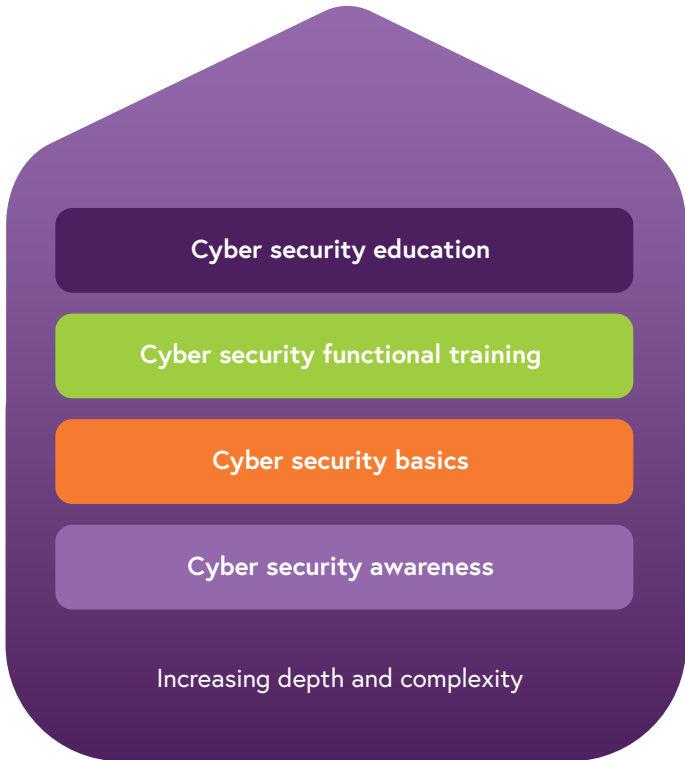 Cyber security education
Cyber security functional training
Cyber security basics
Cyber security awareness
Increasing depth and complexity